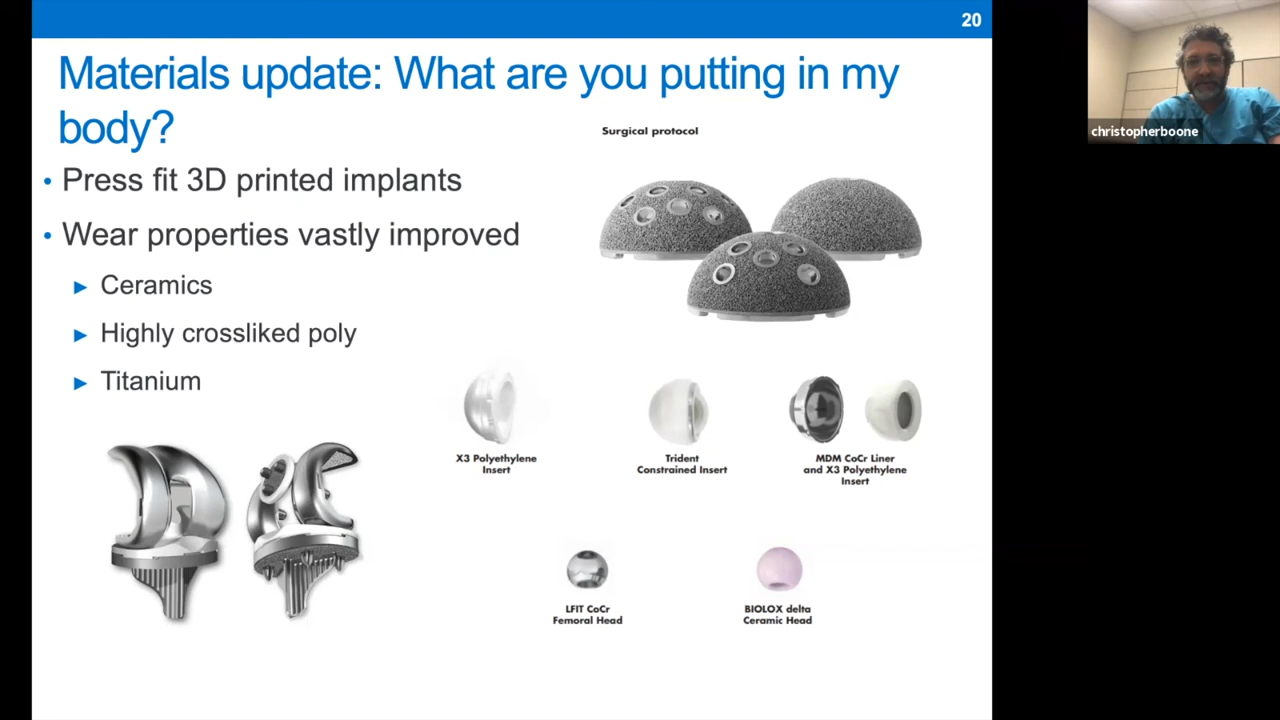 20
Materials update: What are you putting in my
body?
• Press fit 3D printed implants
• Wear properties vastly improved
► Ceramics
► Highly crossliked poly
► Titanium
Surgical protocol
X3 Polyethylene
Insert
Trident
Constrained Insert
MDM CoCr Liner
and X3 Polyethylene
Insert
LFIT CoCr
Femoral Head
BIOLOX delta
Ceramic Head
christopherboone